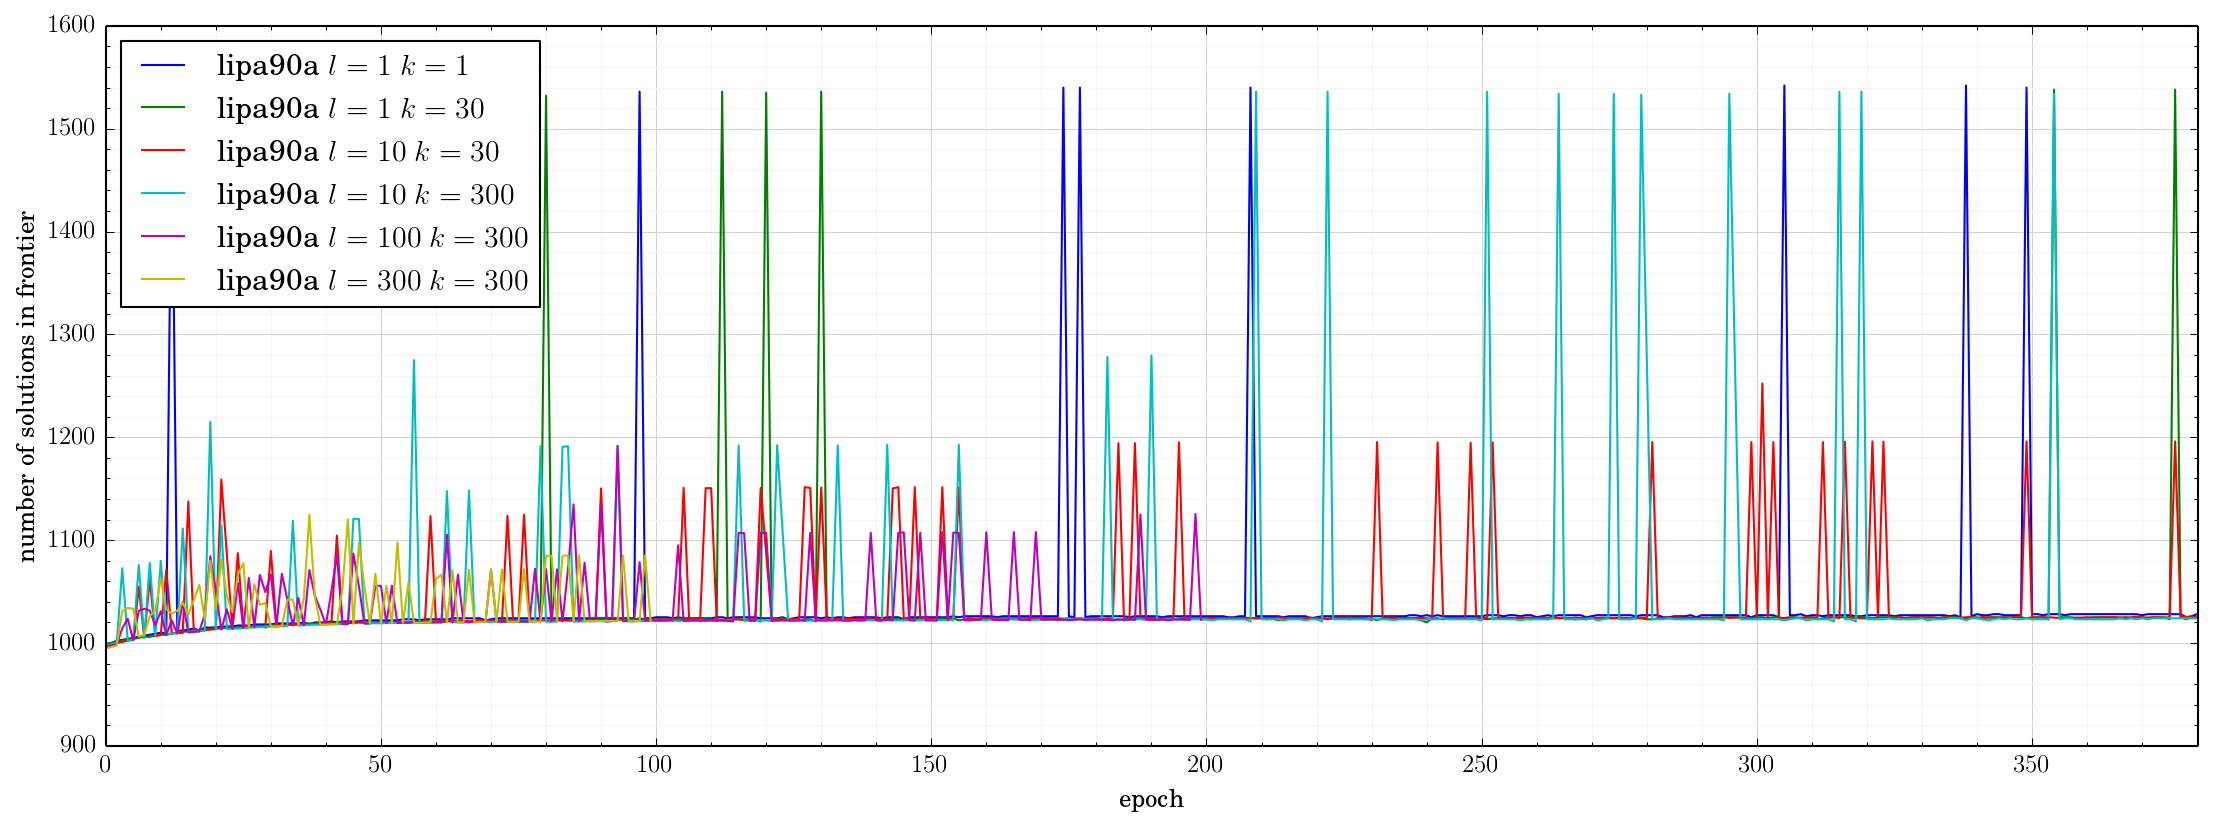 1600
1500
1400
1300
1200
1100
1000
900
number of solutions in frontier
lipa90a l = 1 k = 1
lipa90a l = 1 k = 30
lipa90a l = 10 k = 30
lipa90a l = 10 k = 300
lipa90a l = 100 k = 300
lipa90a l = 300 k = 300
0 50 100 150 200 250 300 350
epoch